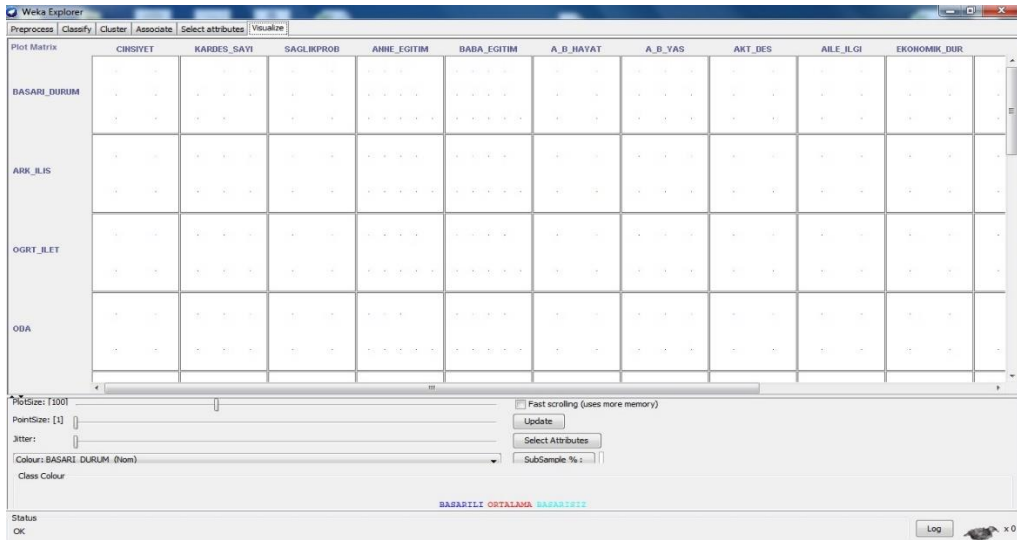 Weka Explorer
Preprocess Classify Cluster Associate Select attributes Visualize
Plot Matrix CINSIYET KARDES_SAYI SAGLIKPROB ANNE_EGITIM BABA_EGITIM A_B_HAYAT A_B_YAS AKT_DES AILE_ILGI EKONOMIK_DUR
BASARI_DURUM
ARK_ILIS
OGRT_ILET
ODA
PlotSize: [100] Fast scrolling (uses more memory)
PointSize: [1] Update
Jitter: Select Attributes
Colour: BASARI_DURUM (Nom) SubSample % :
Class Colour
BASARILI ORTALAMA BASARISIZ
Status
OK Log x 0